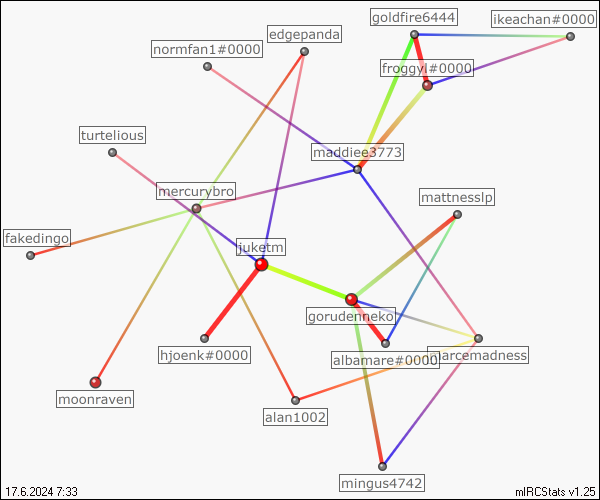 goldfire6444
ikeachan#0000
edgepanda
normfan1#0000
froggyl#0000
turtelious
maddiee3773
mercurybro
mattnesslp
fakedingo
juketm
gorudenneko
hjoenk#0000
albamare#0000
marcemadness
moonraven
alan1002
mingus4742
17.6.2024 7:33
mIRCStats v1.25